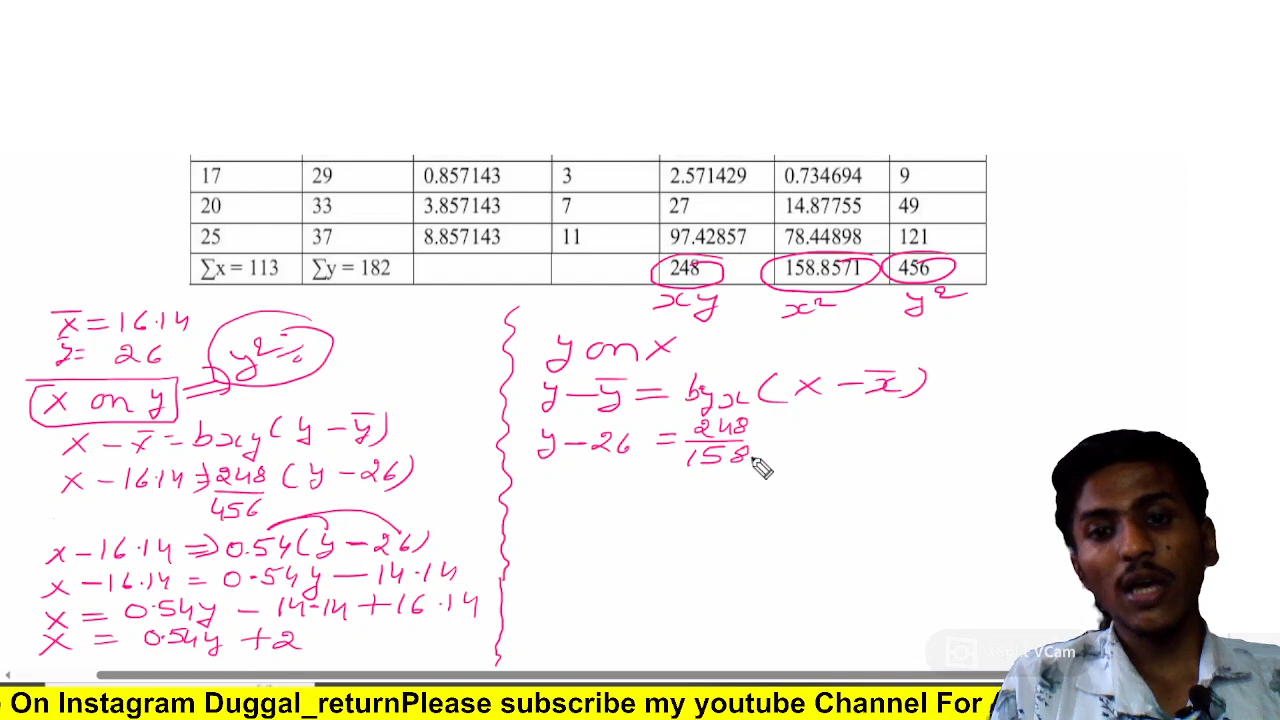 17 29 0.857143 3 2.571429 0.734694 9
20 33 3.857143 7 27 14.87755 49
25 37 8.857143 11 97.42857 78.44898 121
∑x = 113 ∑y = 182 248 158.8571 456
xy x² y²
x̅ = 16.14
y̅ = 26
y² =
x on y
x - x̅ = bxy (y - y̅)
x - 16.14 = 248/456 (y - 26)
x - 16.14 => 0.54 (y - 26)
x - 16.14 = 0.54y - 14.14
x = 0.54y - 14.14 + 16.14
x = 0.54y + 2
y on x
y - y̅ = byx (x - x̅)
y - 26 = 248/158
XSplit VCam
On Instagram Duggal_returnPlease subscribe my youtube Channel For